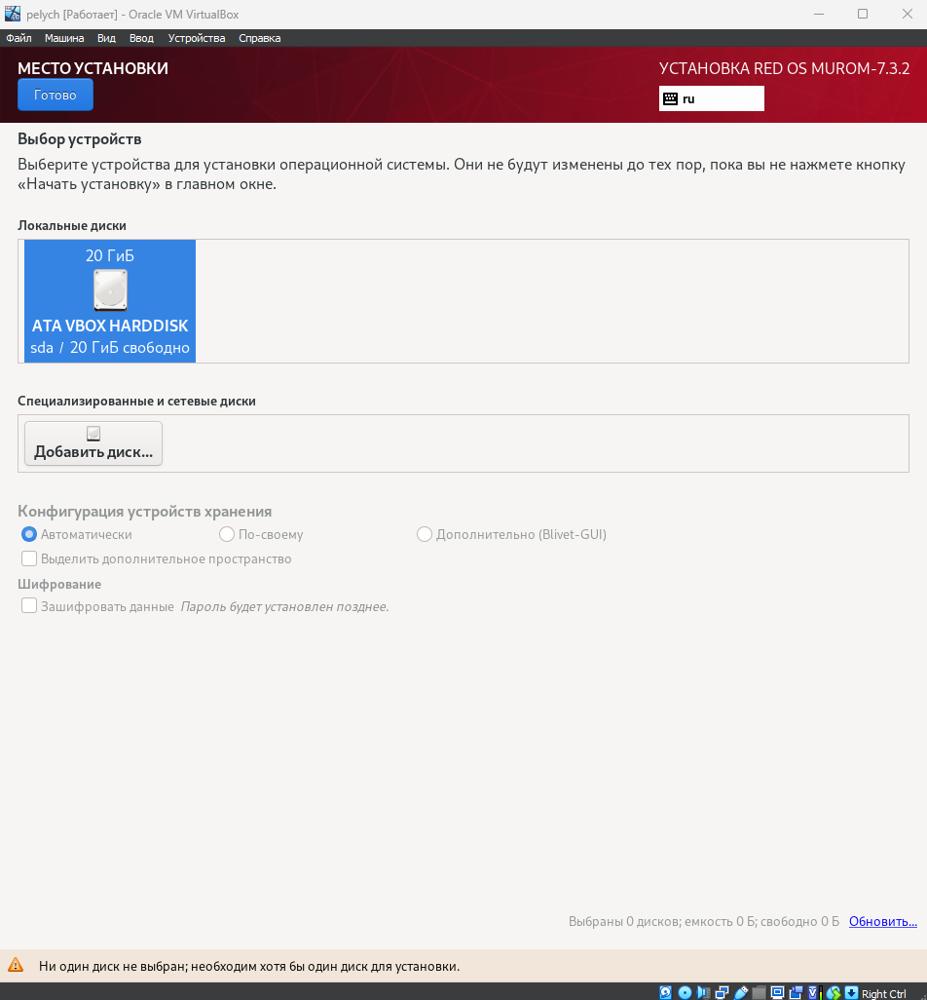 pelych [Работает] - Oracle VM VirtualBox
Файл Машина Вид Ввод Устройства Справка
МЕСТО УСТАНОВКИ
УСТАНОВКА RED OS MUROM-7.3.2
Готово
ru
Выбор устройств
Выберите устройства для установки операционной системы. Они не будут изменены до тех пор, пока вы не нажмете кнопку
«Начать установку» в главном окне.
Локальные диски
20 ГиБ
ATA VBOX HARDDISK
sda / 20 ГиБ свободно
Специализированные и сетевые диски
Добавить диск...
Конфигурация устройств хранения
Автоматически По-своему Дополнительно (Blivet-GUI)
Выделить дополнительное пространство
Шифрование
Зашифровать данные Пароль будет установлен позднее.
Выбраны 0 дисков; емкость 0 Б; свободно 0 Б Обновить...
Ни один диск не выбран; необходим хотя бы один диск для установки.
Right Ctrl